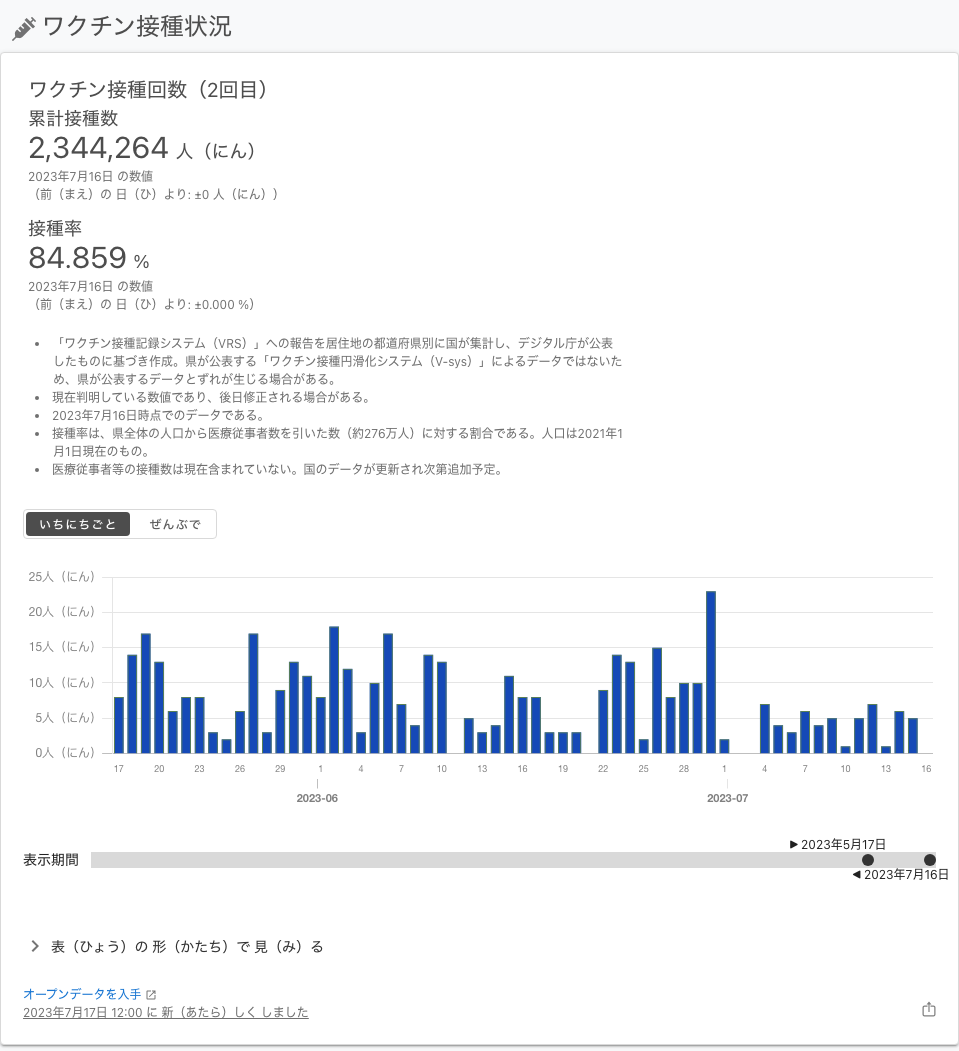 ワクチン接種状況
ワクチン接種回数（2回目）
累計接種数
2,344,264 人（にん）
2023年7月16日 の数値
（前（まえ）の 日（ひ）より: ±0 人（にん））
接種率
84.859 %
2023年7月16日 の数値
（前（まえ）の 日（ひ）より: ±0.000 %）
• 「ワクチン接種記録システム（VRS）」への報告を居住地の都道府県別に国が集計し、デジタル庁が公表
したものに基づき作成。県が公表する「ワクチン接種円滑化システム（V-sys）」によるデータではないた
め、県が公表するデータとずれが生じる場合がある。
• 現在判明している数値であり、後日修正される場合がある。
• 2023年7月16日時点でのデータである。
• 接種率は、県全体の人口から医療従事者数を引いた数（約276万人）に対する割合である。人口は2021年1
月1日現在のもの。
• 医療従事者等の接種数は現在含まれていない。国のデータが更新され次第追加予定。
いちにちごと ぜんぶで
25人（にん）
20人（にん）
15人（にん）
10人（にん）
5人（にん）
0人（にん）
17 20 23 26 29 1 4 7 10 13 16 19 22 25 28 1 4 7 10 13 16
2023-06 2023-07
▶ 2023年5月17日
表示期間
◀ 2023年7月16日
表（ひょう）の 形（かたち）で 見（み）る
オープンデータを入手
2023年7月17日 12:00 に 新（あたら）しく しました